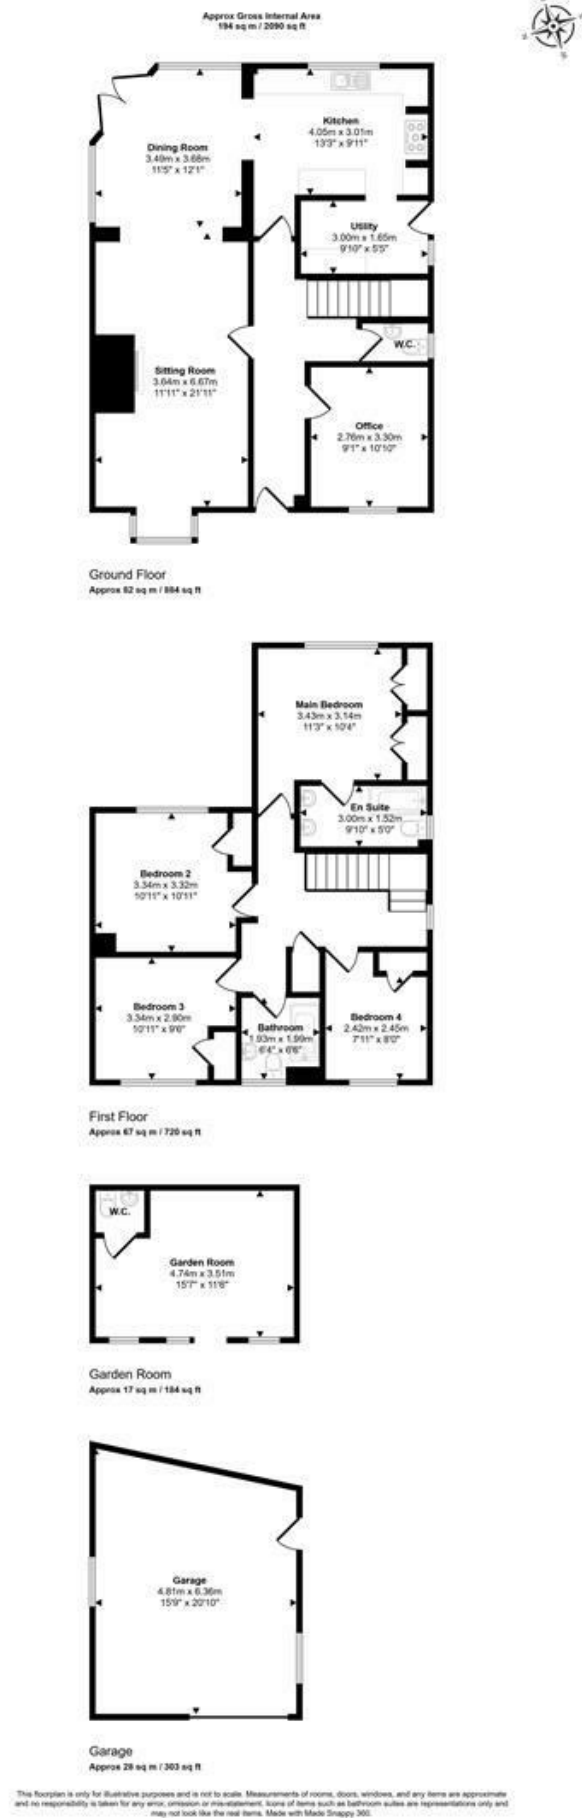 Approx Gross Internal Area
194 sq m / 2090 sq ft
Kitchen
4.05m x 3.01m
13'3" x 9'11"
Dining Room
3.49m x 3.68m
11'5" x 12'1"
Utility
3.00m x 1.65m
9'10" x 5'5"
W.C.
Sitting Room
3.64m x 6.67m
11'11" x 21'11"
Office
2.76m x 3.30m
9'1" x 10'10"
Ground Floor
Approx 82 sq m / 884 sq ft
Main Bedroom
3.43m x 3.14m
11'3" x 10'4"
En Suite
3.00m x 1.52m
9'10" x 5'0"
Bedroom 2
3.34m x 3.32m
10'11" x 10'11"
Bedroom 3
3.34m x 2.90m
10'11" x 9'6"
Bathroom
1.93m x 1.99m
6'4" x 6'6"
Bedroom 4
2.42m x 2.45m
7'11" x 8'0"
First Floor
Approx 67 sq m / 720 sq ft
W.C.
Garden Room
4.74m x 3.51m
15'7" x 11'6"
Garden Room
Approx 17 sq m / 184 sq ft
Garage
4.81m x 6.36m
15'9" x 20'10"
Garage
Approx 28 sq m / 303 sq ft
This floorplan is only for illustrative purposes and is not to scale. Measurements of rooms, doors, windows, and any items are approximate
and no responsibility is taken for any error, omission or mis-statement. Icons of items such as bathroom suites are representations only and
may not look like the real items. Made with Made Snappy 360.